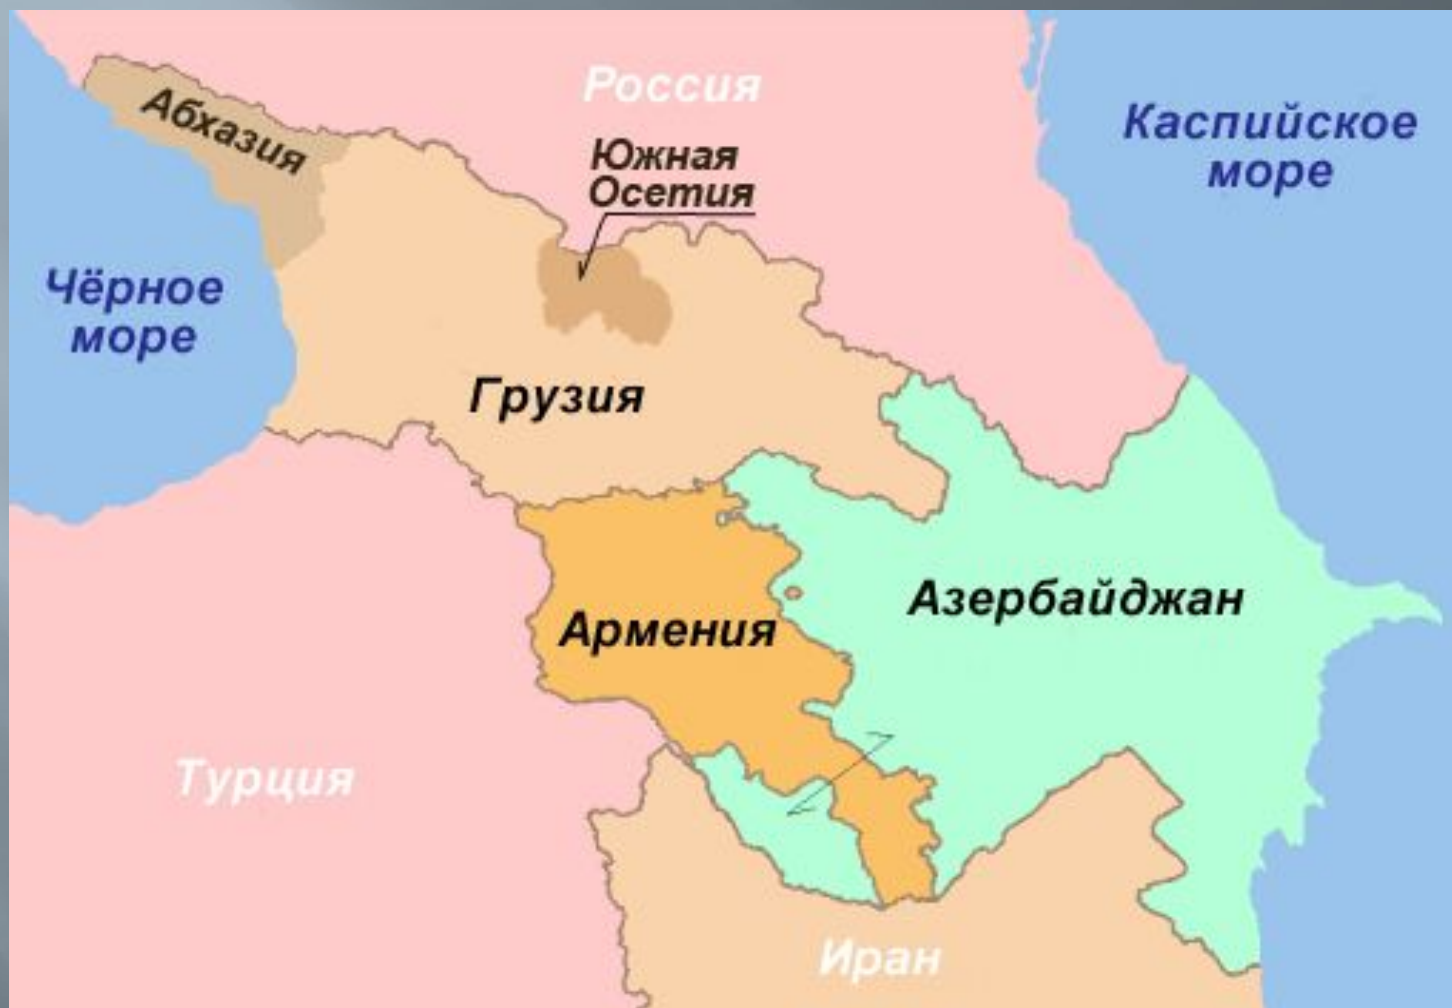 Россия
Абхазия
Каспийское
море
Южная
Осетия
Чёрное
море
Грузия
Азербайджан
Армения
Турция
Иран